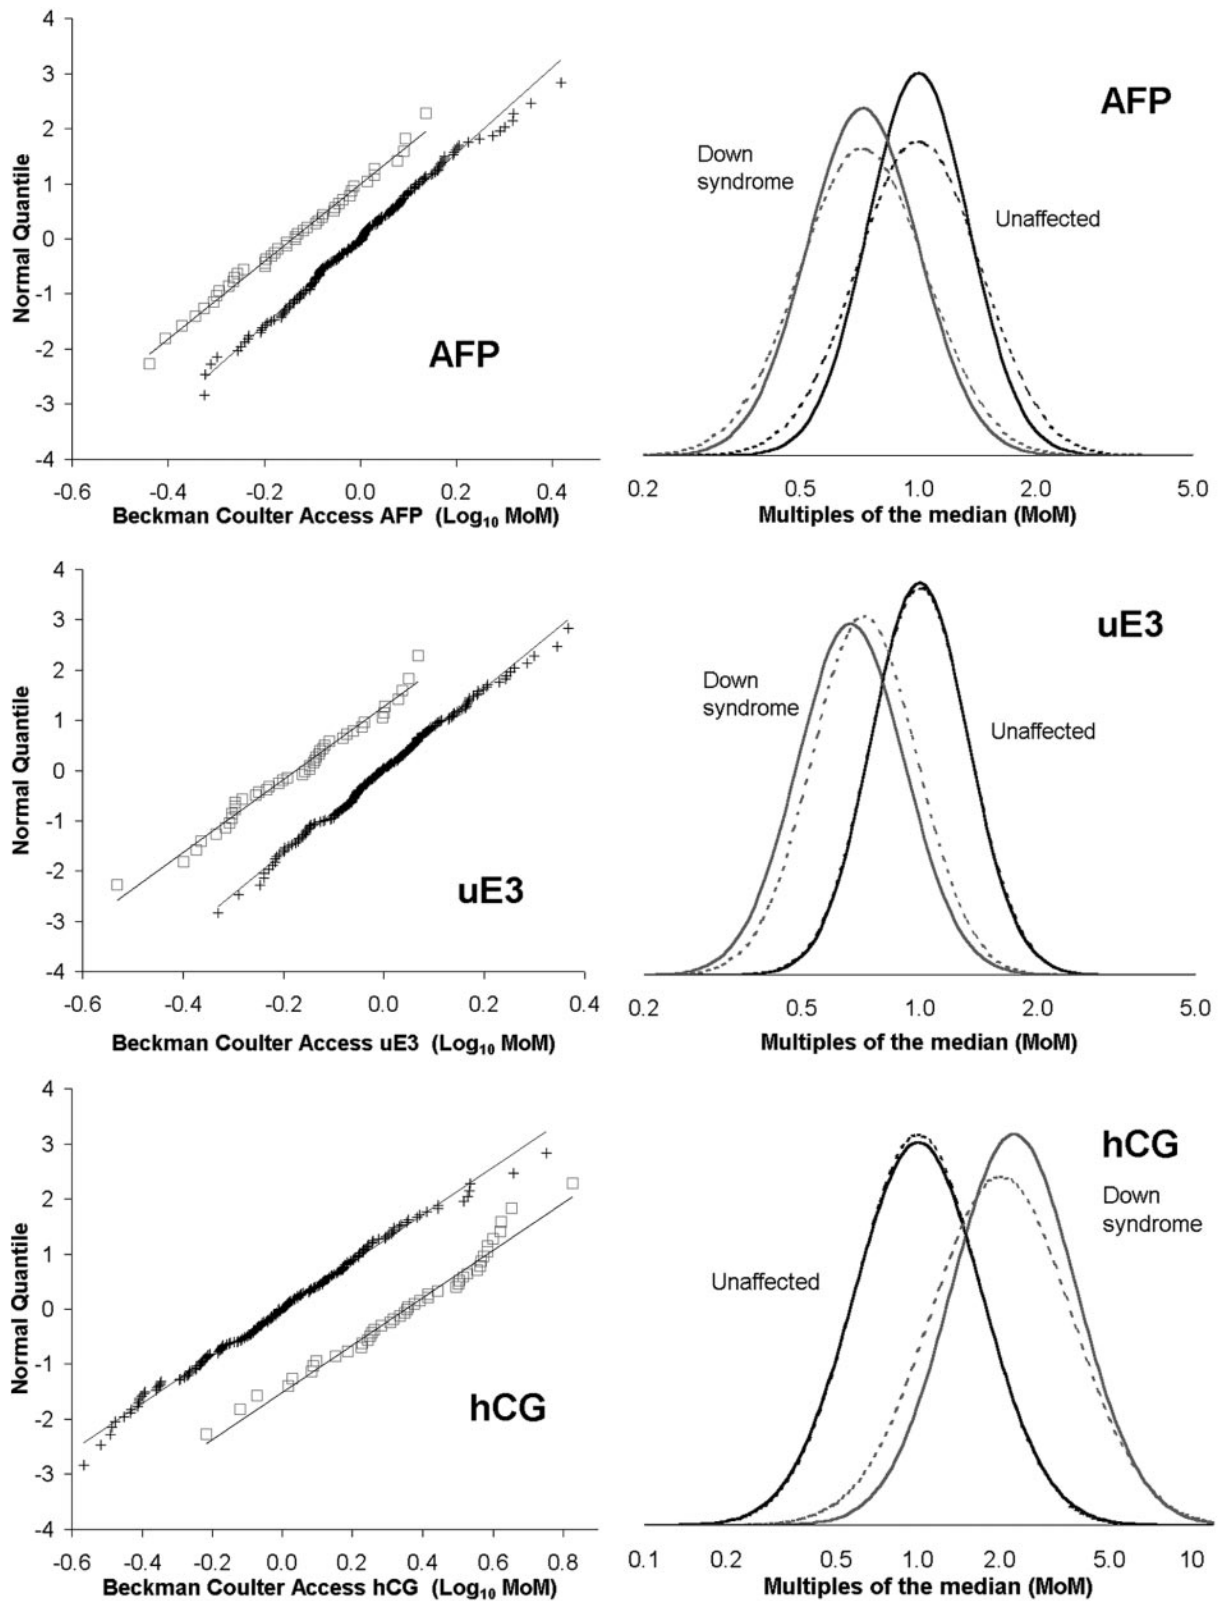 4
3
2
1
0
-1
-2
-3
-4
Normal Quantile
AFP
-0.6 -0.4 -0.2 0.0 0.2 0.4
Beckman Coulter Access AFP (Log10 MoM)
AFP
Down
syndrome
Unaffected
0.2 0.5 1.0 2.0 5.0
Multiples of the median (MoM)
4
3
2
1
0
-1
-2
-3
-4
Normal Quantile
uE3
-0.6 -0.4 -0.2 0.0 0.2 0.4
Beckman Coulter Access uE3 (Log10 MoM)
uE3
Down
syndrome
Unaffected
0.2 0.5 1.0 2.0 5.0
Multiples of the median (MoM)
4
3
2
1
0
-1
-2
-3
-4
Normal Quantile
hCG
-0.6 -0.4 -0.2 0.0 0.2 0.4 0.6 0.8
Beckman Coulter Access hCG (Log10 MoM)
hCG
Down
syndrome
Unaffected
0.1 0.2 0.5 1.0 2.0 5.0 10
Multiples of the median (MoM)